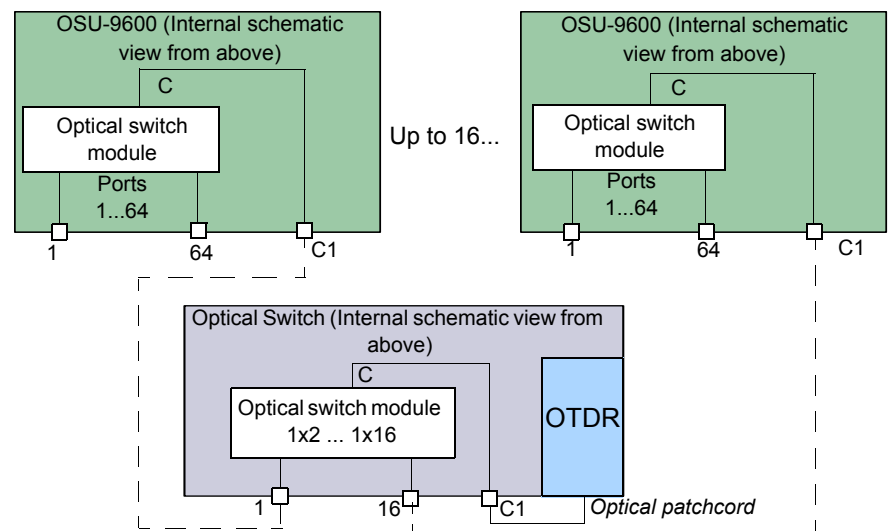 OSU-9600 (Internal schematic
view from above)
C
Optical switch
module
Ports
1...64
1
64
C1
Up to 16...
OSU-9600 (Internal schematic
view from above)
C
Optical switch
module
Ports
1...64
1
64
C1
Optical Switch (Internal schematic view from
above)
C
Optical switch module
1x2 ... 1x16
OTDR
1
16
C1
Optical patchcord